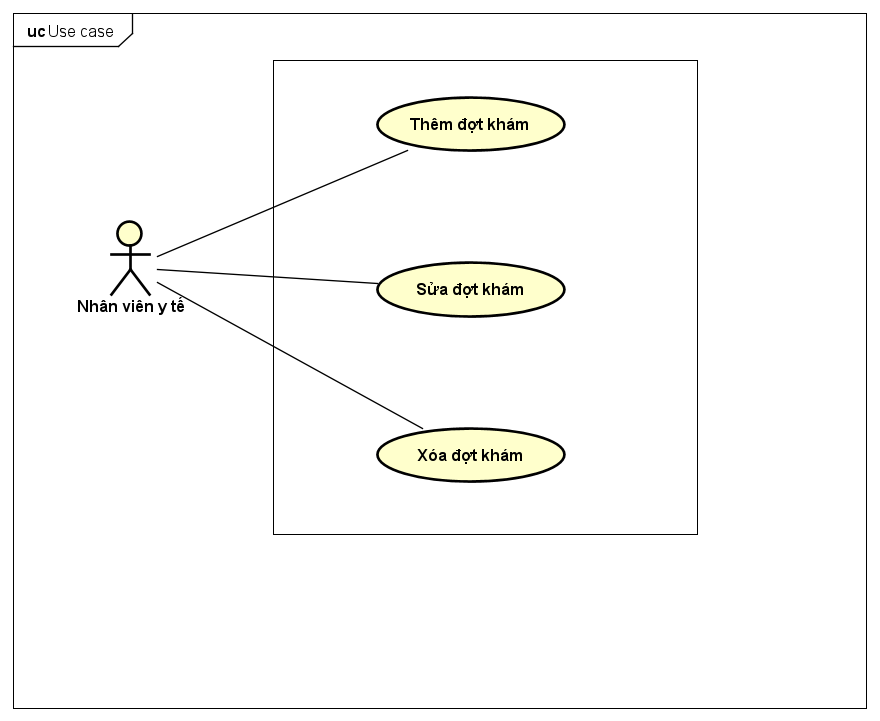 uc Use case
Thêm đợt khám
Sửa đợt khám
Nhân viên y tế
Xóa đợt khám